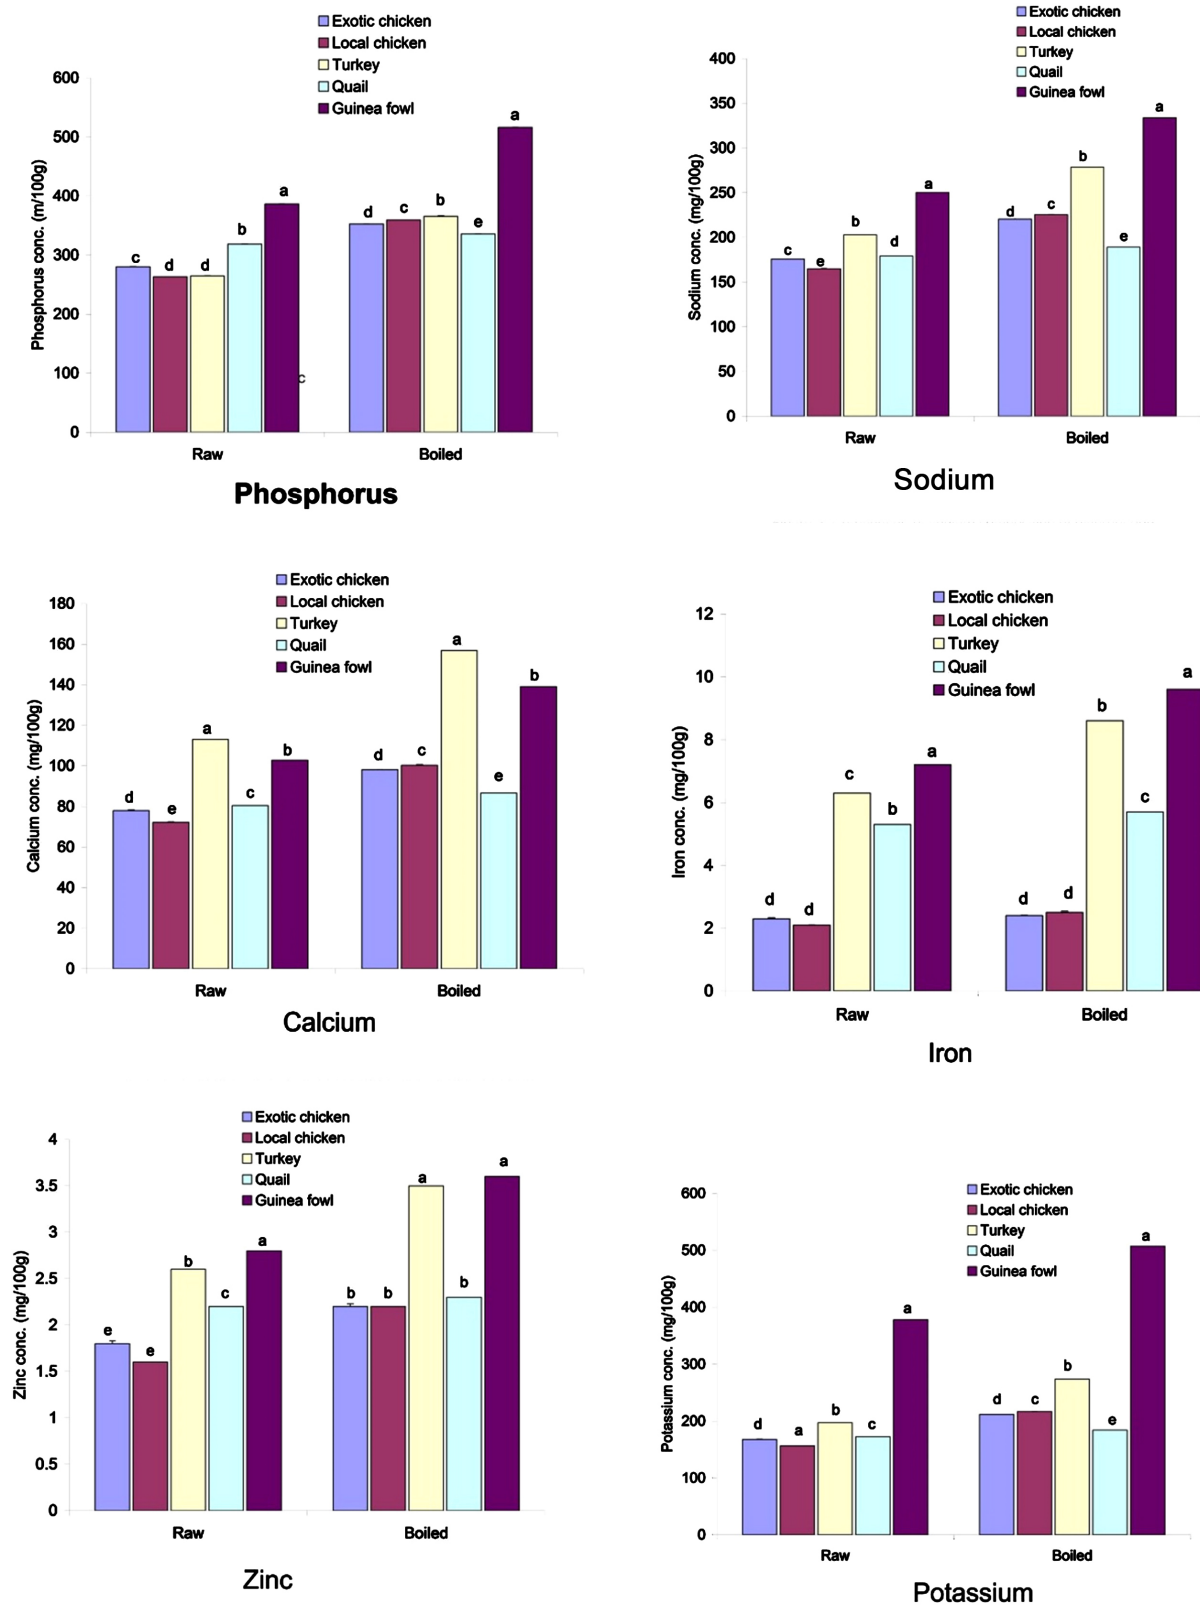 Exotic chicken
Local chicken
Turkey
Quail
Guinea fowl
600
500
400
300
200
100
0
Phosphorus conc. (m/100g)
c
d
d
b
a
c
d
c
b
e
a
Raw
Boiled
Phosphorus
Exotic chicken
Local chicken
Turkey
Quail
Guinea fowl
400
350
300
250
200
150
100
50
0
Sodium conc. (mg/100g)
c
e
b
d
a
d
c
b
e
a
Raw
Boiled
Sodium
Exotic chicken
Local chicken
Turkey
Quail
Guinea fowl
180
160
140
120
100
80
60
40
20
0
Calcium conc. (mg/100g)
d
e
a
c
b
d
c
a
e
b
Raw
Boiled
Calcium
Exotic chicken
Local chicken
Turkey
Quail
Guinea fowl
12
10
8
6
4
2
0
Iron conc. (mg/100g)
d
d
c
b
a
d
d
b
c
a
Raw
Boiled
Iron
Exotic chicken
Local chicken
Turkey
Quail
Guinea fowl
4
3.5
3
2.5
2
1.5
1
0.5
0
Zinc conc. (mg/100g)
e
e
b
c
a
b
b
a
b
a
Raw
Boiled
Zinc
Exotic chicken
Local chicken
Turkey
Quail
Guinea fowl
600
500
400
300
200
100
0
Potassium conc. (mg/100g)
d
a
b
c
a
d
c
b
e
a
Raw
Boiled
Potassium